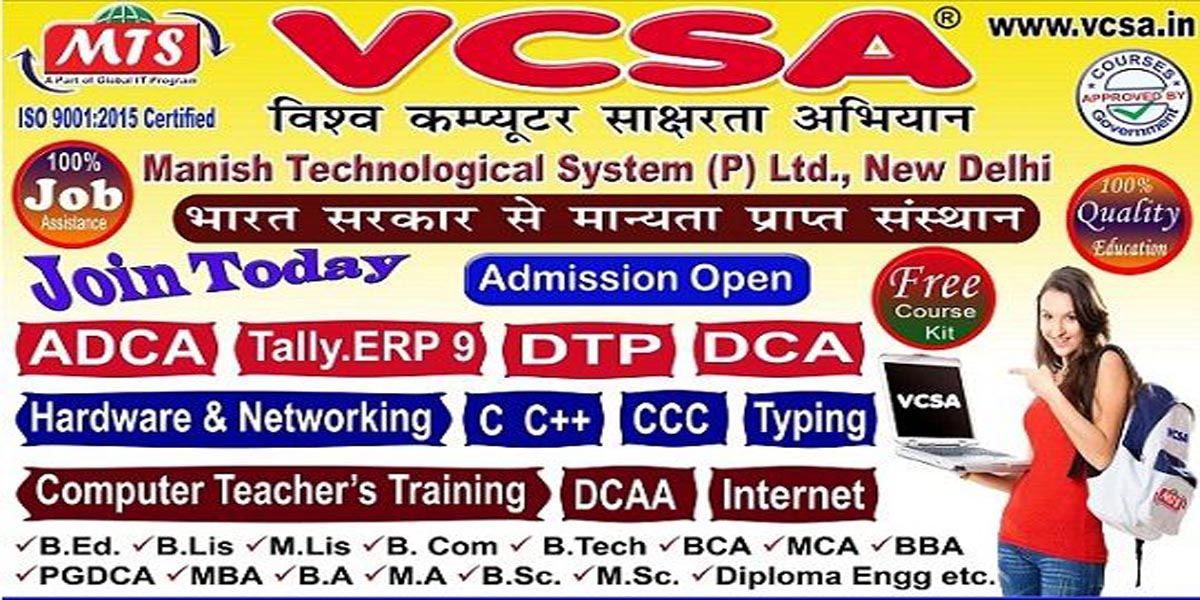 MTS
A Part of Global IT Program
ISO 9001:2015 Certified
VCSA®
www.vcsa.in
COURSES
APPROVED BY
Government
विश्व कम्प्यूटर साक्षरता अभियान
100%
Job
Assistance
Manish Technological System (P) Ltd., New Delhi
भारत सरकार से मान्यता प्राप्त संस्थान
100%
Quality
Education
Join Today
Admission Open
Free
Course
Kit
ADCA Tally.ERP 9 DTP DCA
Hardware & Networking C C++ CCC Typing
VCSA
Computer Teacher's Training DCAA Internet
VCSA
MTS
✓B.Ed. ✓B.Lis ✓M.Lis ✓B. Com ✓ B.Tech ✓BCA ✓MCA ✓BBA
✓PGDCA ✓MBA ✓B.A ✓M.A ✓B.Sc. ✓M.Sc. ✓Diploma Engg etc.